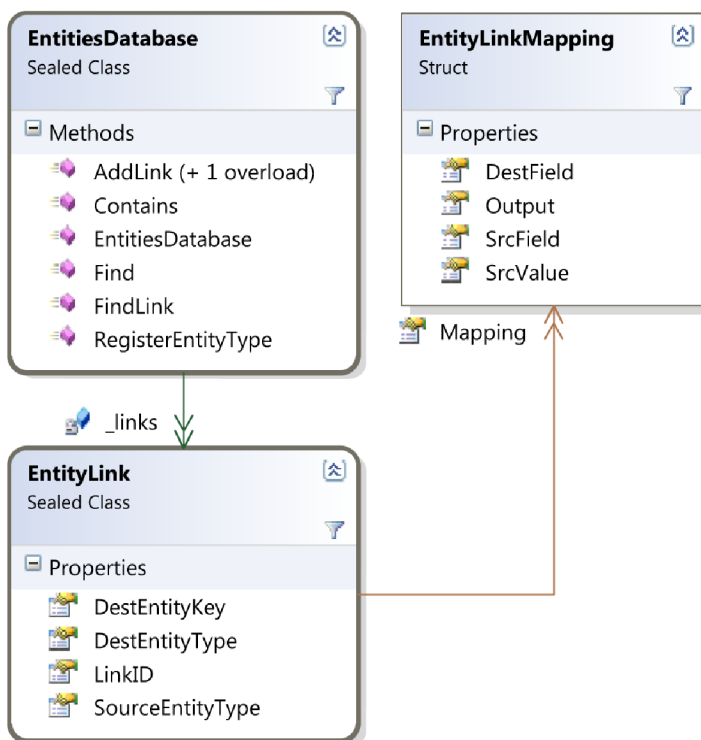 EntitiesDatabase
Sealed Class
Methods
AddLink (+ 1 overload)
Contains
EntitiesDatabase
Find
FindLink
RegisterEntityType
_links
EntityLink
Sealed Class
Properties
DestEntityKey
DestEntityType
LinkID
SourceEntityType
EntityLinkMapping
Struct
Properties
DestField
Output
SrcField
SrcValue
Mapping